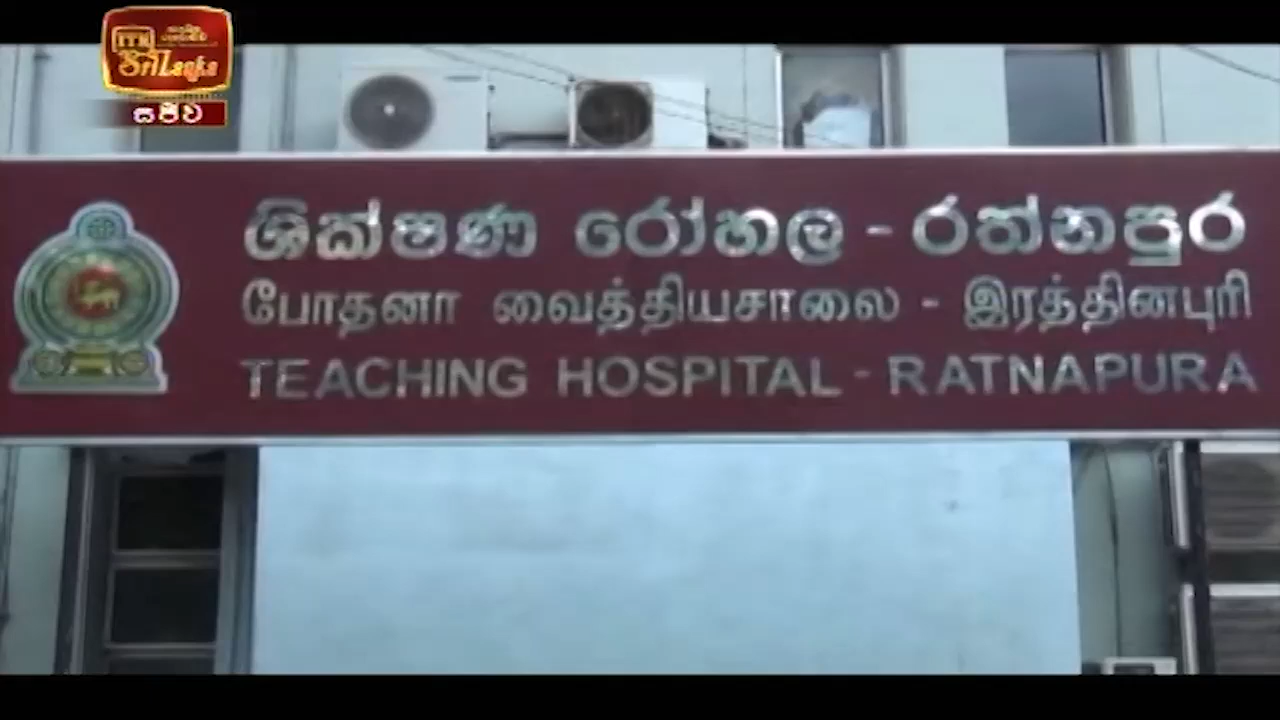 ITN
Sri Lanka
සජීව
ශික්ෂණ රෝහල - රත්නපුර
போதனா வைத்தியசாலை - இரத்தினபுரி
TEACHING HOSPITAL - RATNAPURA